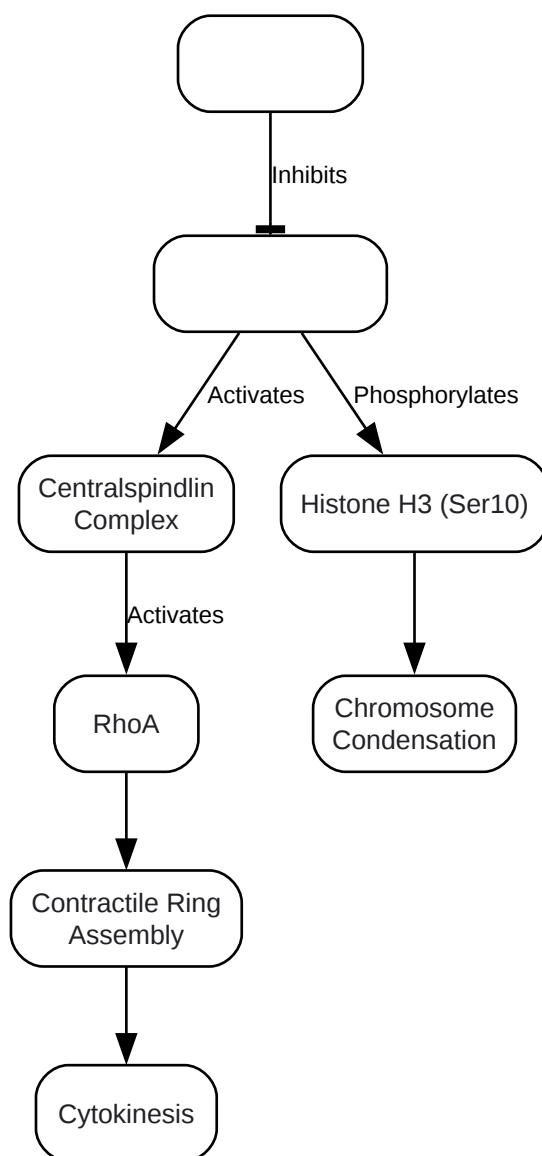 Inhibits
Activates
Phosphorylates
Centralspindlin
Complex
Histone H3 (Ser10)
Activates
RhoA
Chromosome
Condensation
Contractile Ring
Assembly
Cytokinesis